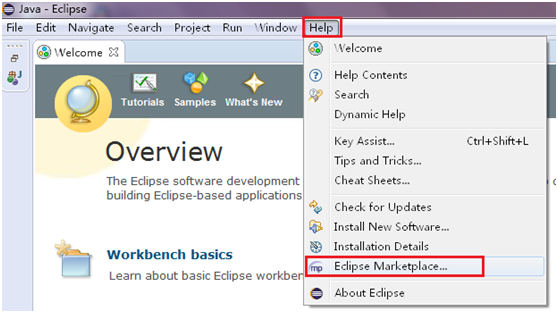 Java - Eclipse
File Edit Navigate Search Project Run Window Help
Welcome
Tutorials Samples What's New
Overview
The Eclipse software development
building Eclipse-based applications
Workbench basics
Learn about basic Eclipse workben
Welcome
Help Contents
Search
Dynamic Help
Key Assist... Ctrl+Shift+L
Tips and Tricks...
Cheat Sheets...
Check for Updates
Install New Software...
Installation Details
mp Eclipse Marketplace...
About Eclipse